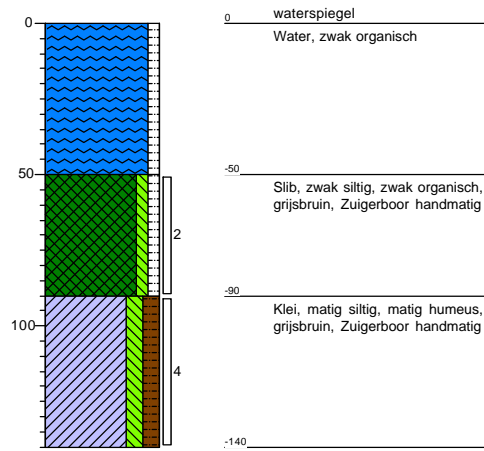 0
50
100
2
4
0
waterspiegel
Water, zwak organisch
-50
Slib, zwak siltig, zwak organisch,
grijsbruin, Zuigerboor handmatig
-90
Klei, matig siltig, matig humeus,
grijsbruin, Zuigerboor handmatig
-140